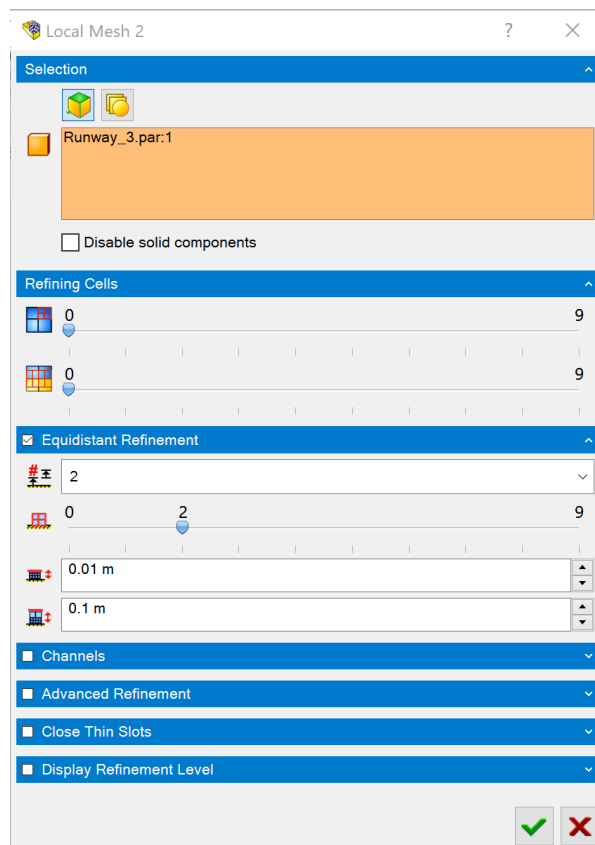 Local Mesh 2
?
Selection
Runway_3.par:1
Disable solid components
Refining Cells
0 9
0 9
Equidistant Refinement
#
2
0 2 9
0.01 m
0.1 m
Channels
Advanced Refinement
Close Thin Slots
Display Refinement Level